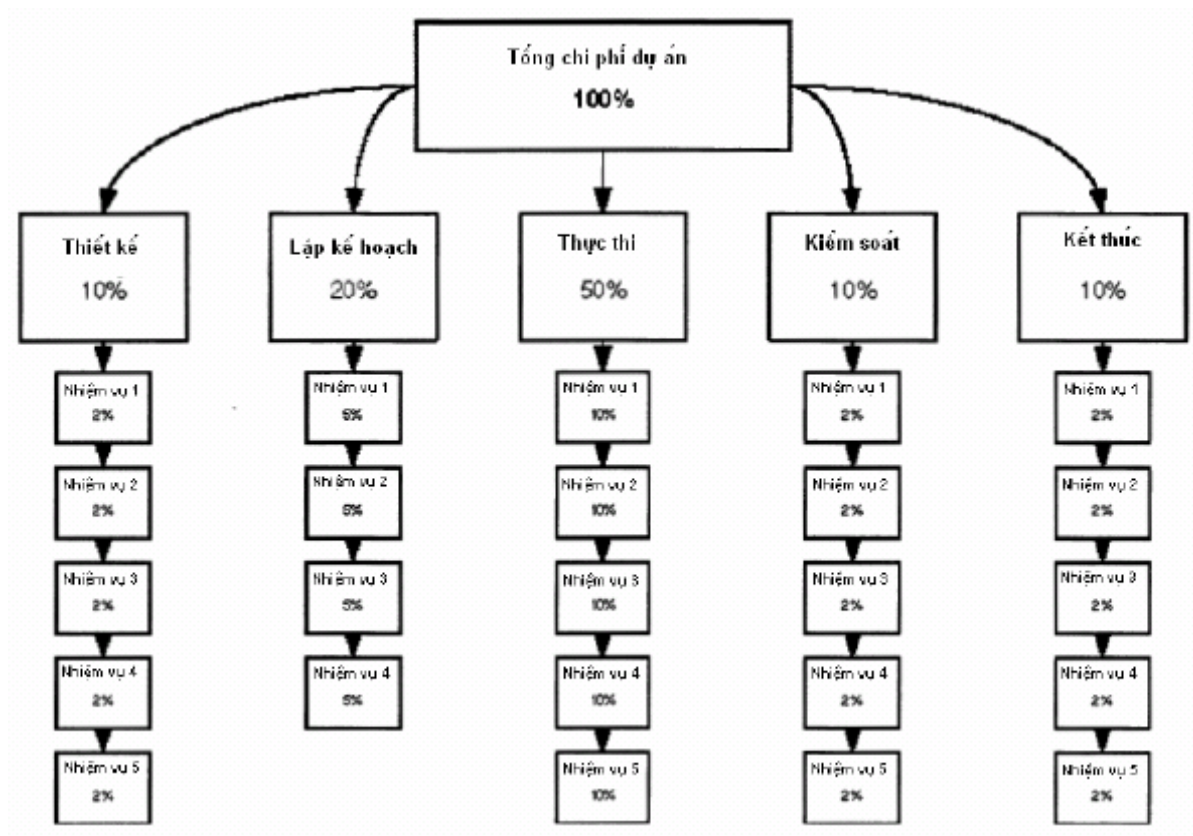 Tổng chi phí dự án
100%
Thiết kế
10%
Lập kế hoạch
20%
Thực thi
50%
Kiểm soát
10%
Kết thúc
10%
Nhiệm vụ 1
2%
Nhiệm vụ 2
2%
Nhiệm vụ 3
2%
Nhiệm vụ 4
2%
Nhiệm vụ 5
2%
Nhiệm vụ 1
5%
Nhiệm vụ 2
5%
Nhiệm vụ 3
5%
Nhiệm vụ 4
5%
Nhiệm vụ 1
10%
Nhiệm vụ 2
10%
Nhiệm vụ 3
10%
Nhiệm vụ 4
10%
Nhiệm vụ 5
10%
Nhiệm vụ 1
2%
Nhiệm vụ 2
2%
Nhiệm vụ 3
2%
Nhiệm vụ 4
2%
Nhiệm vụ 5
2%
Nhiệm vụ 1
2%
Nhiệm vụ 2
2%
Nhiệm vụ 3
2%
Nhiệm vụ 4
2%
Nhiệm vụ 5
2%